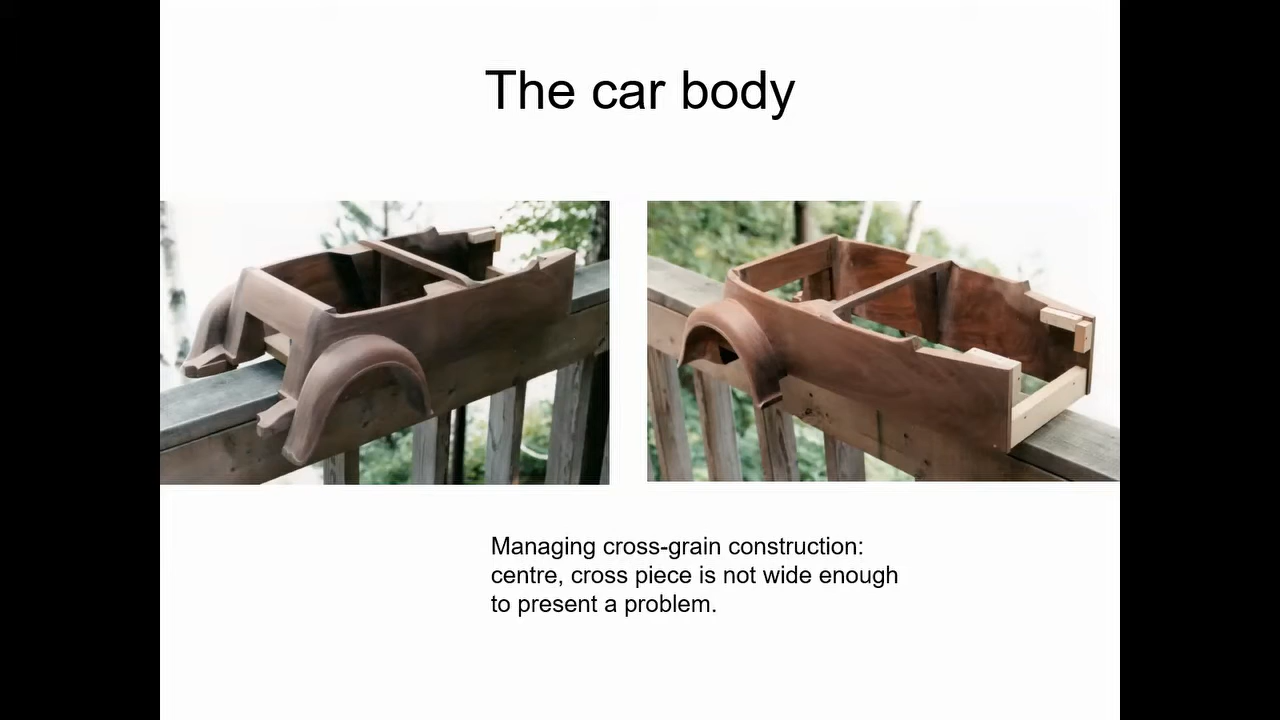 The car body
Managing cross-grain construction:
centre, cross piece is not wide enough
to present a problem.